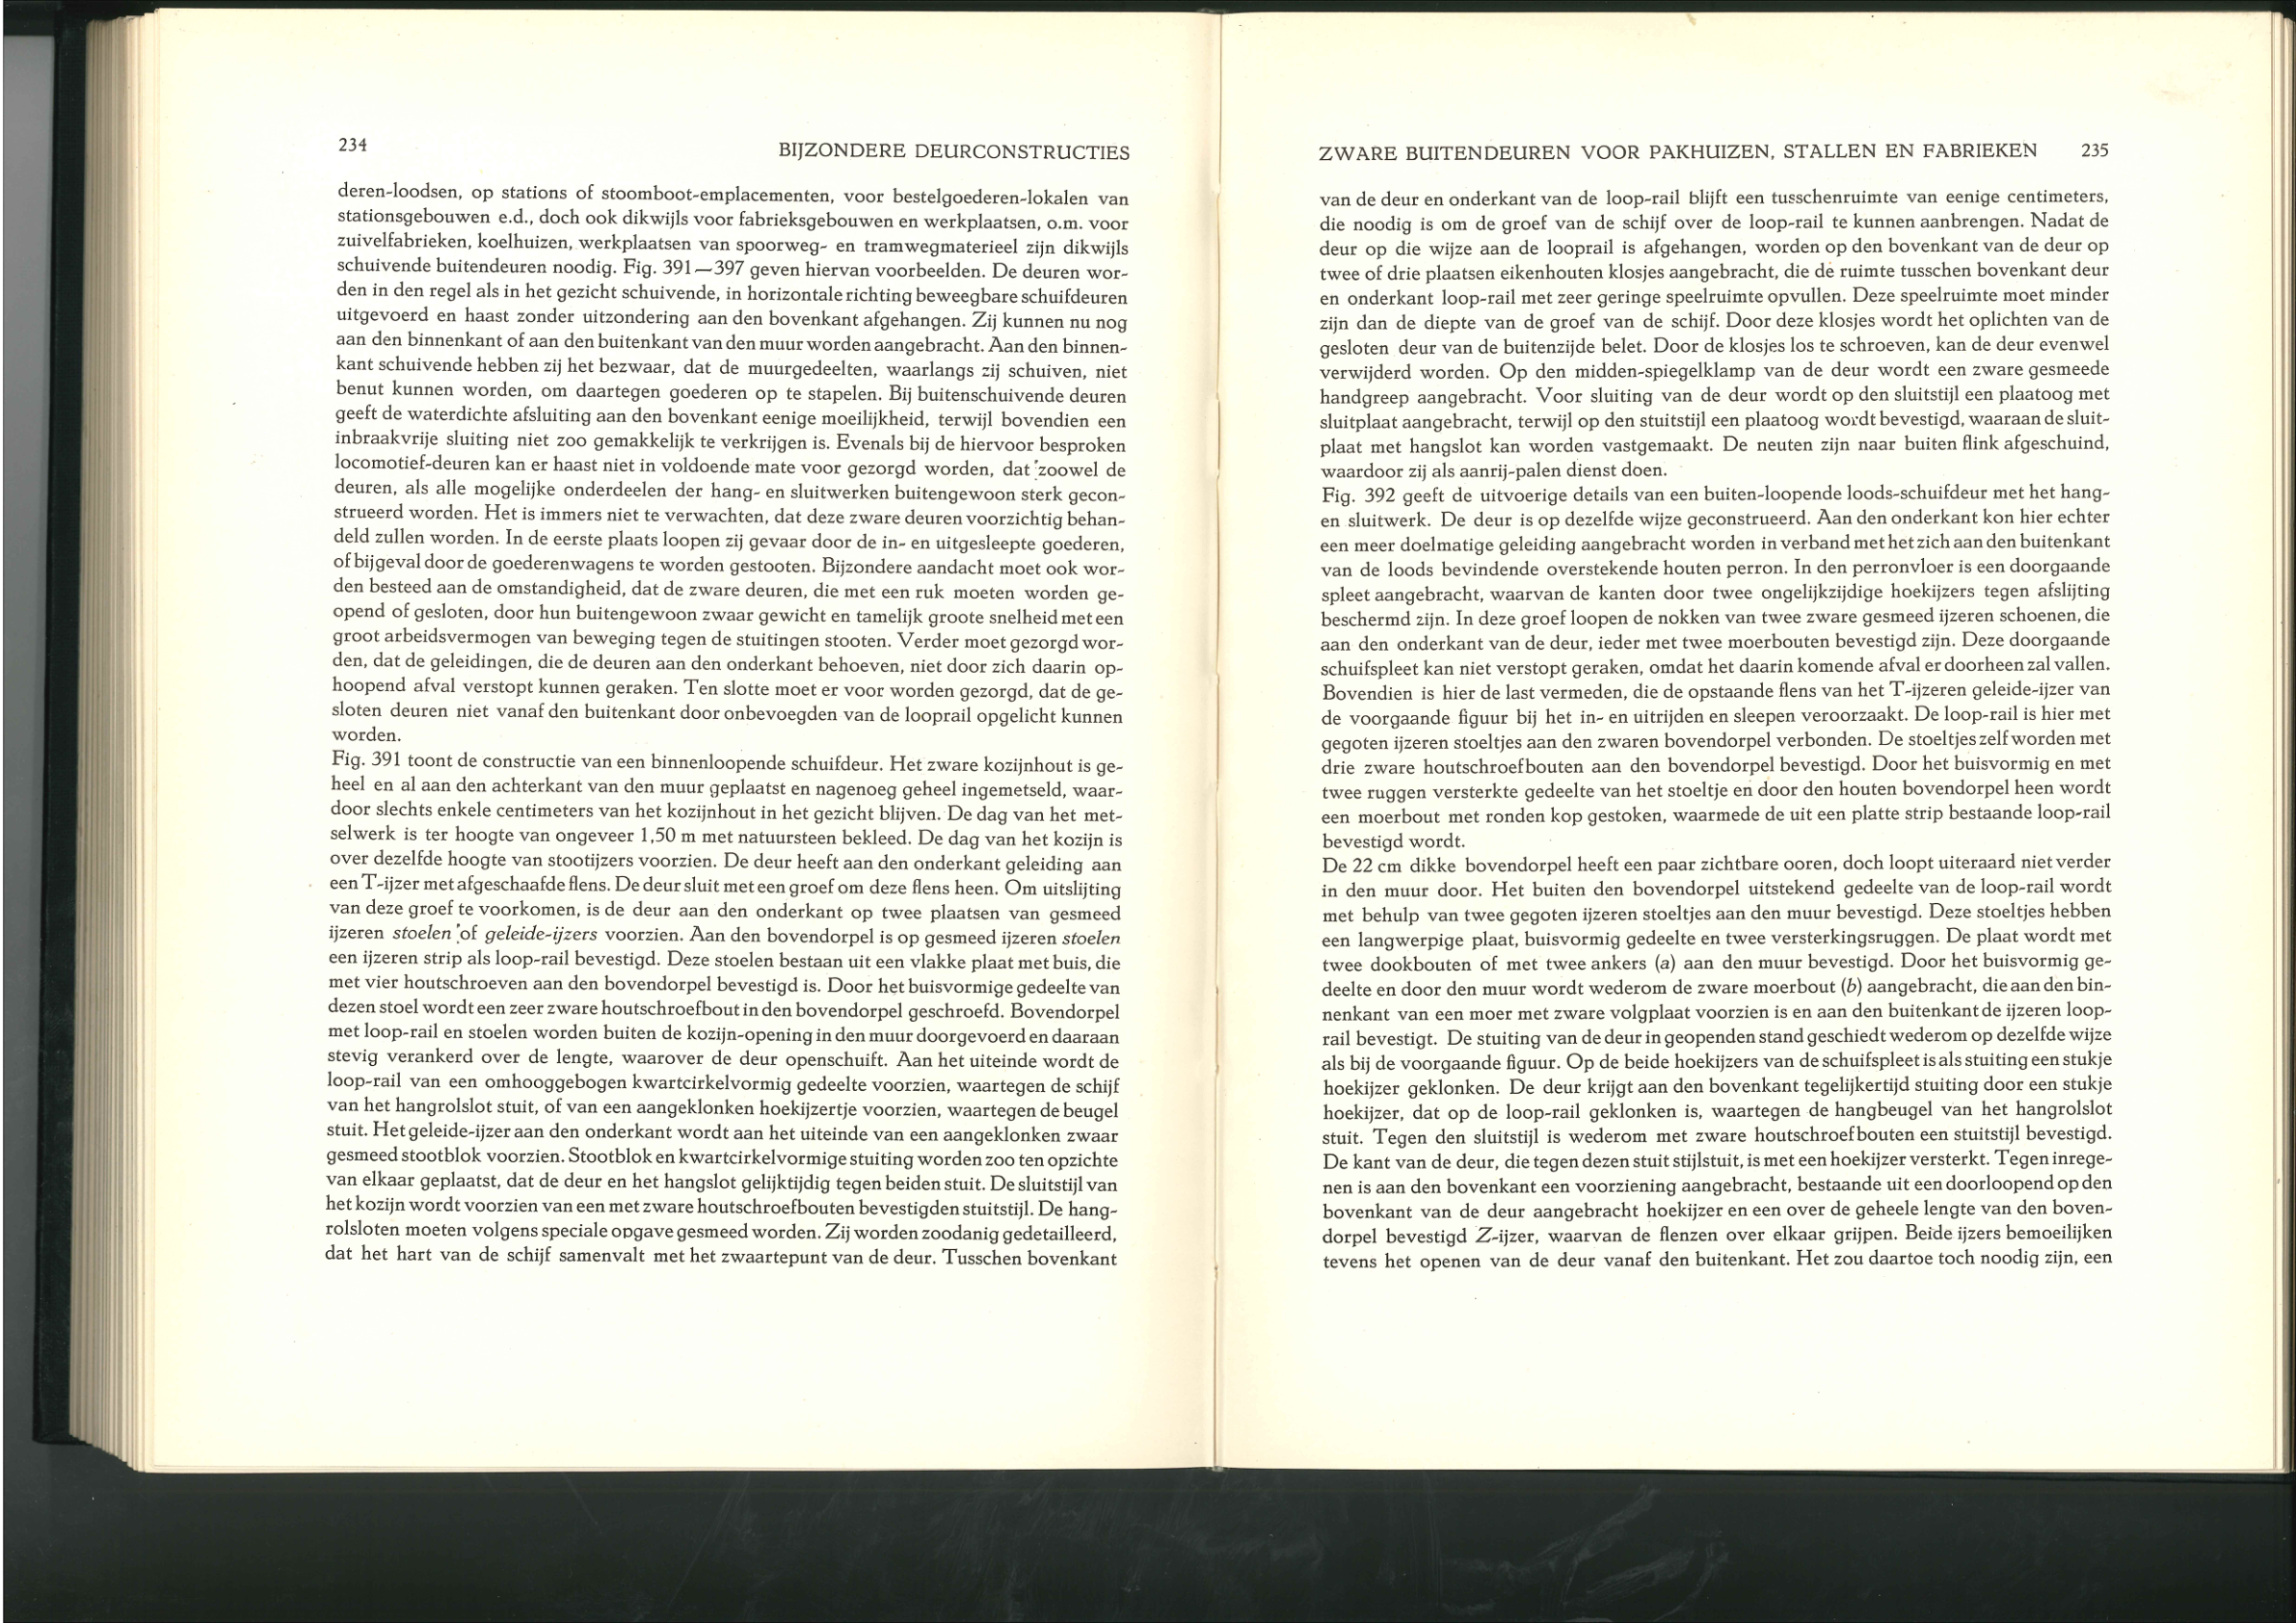 234
BIJZONDERE DEURCONSTRUCTIES
deren-loodsen, op stations of stoomboot-emplacementen, voor bestelgoederen-lokalen van
stationsgebouwen e.d., doch ook dikwijls voor fabrieksgebouwen en werkplaatsen, o.m. voor
zuivelfabrieken, koelhuizen, werkplaatsen van spoorweg- en tramwegmaterieel zijn dikwijls
schuivende buitendeuren noodig. Fig. 391—397 geven hiervan voorbeelden. De deuren wor-
den in den regel als in het gezicht schuivende, in horizontale richting beweegbare schuifdeuren
uitgevoerd en haast zonder uitzondering aan den bovenkant afgehangen. Zij kunnen nu nog
aan den binnenkant of aan den buitenkant van den muur worden aangebracht. Aan den binnen-
kant schuivende hebben zij het bezwaar, dat de muurgedeelten, waarlangs zij schuiven, niet
benut kunnen worden, om daartegen goederen op te stapelen. Bij buitenschuivende deuren
geeft de waterdichte afsluiting aan den bovenkant eenige moeilijkheid, terwijl bovendien een
inbraakvrije sluiting niet zoo gemakkelijk te verkrijgen is. Evenals bij de hiervoor besproken
locomotief-deuren kan er haast niet in voldoende mate voor gezorgd worden, dat zoowel de
deuren, als alle mogelijke onderdeelen der hang- en sluitwerken buitengewoon sterk gecon-
strueerd worden. Het is immers niet te verwachten, dat deze zware deuren voorzichtig behan-
deld zullen worden. In de eerste plaats loopen zij gevaar door de in- en uitgesleepte goederen,
of bijgeval door de goederenwagens te worden gestooten. Bijzondere aandacht moet ook wor-
den besteed aan de omstandigheid, dat de zware deuren, die met een ruk moeten worden ge-
opend of gesloten, door hun buitengewoon zwaar gewicht en tamelijk groote snelheid met een
groot arbeidsvermogen van beweging tegen de stuitingen stooten. Verder moet gezorgd wor-
den, dat de geleidingen, die de deuren aan den onderkant behoeven, niet door zich daarin op-
hoopend afval verstopt kunnen geraken. Ten slotte moet er voor worden gezorgd, dat de ge-
sloten deuren niet vanaf den buitenkant door onbevoegden van de looprail opgelicht kunnen
worden.
Fig. 391 toont de constructie van een binnenloopende schuifdeur. Het zware kozijnhout is ge-
heel en al aan den achterkant van den muur geplaatst en nagenoeg geheel ingemetseld, waar-
door slechts enkele centimeters van het kozijnhout in het gezicht blijven. De dag van het met-
selwerk is ter hoogte van ongeveer 1,50 m met natuursteen bekleed. De dag van het kozijn is
over dezelfde hoogte van stootijzers voorzien. De deur heeft aan den onderkant geleiding aan
een T-ijzer met afgeschaafde flens. De deur sluit met een groef om deze flens heen. Om uitslijting
van deze groef te voorkomen, is de deur aan den onderkant op twee plaatsen van gesmeed
ijzeren stoelen of geleide-ijzers voorzien. Aan den bovendorpel is op gesmeed ijzeren stoelen
een ijzeren strip als loop-rail bevestigd. Deze stoelen bestaan uit een vlakke plaat met buis, die
met vier houtschroeven aan den bovendorpel bevestigd is. Door het buisvormige gedeelte van
dezen stoel wordt een zeer zware houtschroefbout in den bovendorpel geschroefd. Bovendorpel
met loop-rail en stoelen worden buiten de kozijn-opening in den muur doorgevoerd en daaraan
stevig verankerd over de lengte, waarover de deur openschuift. Aan het uiteinde wordt de
loop-rail van een omhooggebogen kwartcirkelvormig gedeelte voorzien, waartegen de schijf
van het hangrolslot stuit, of van een aangeklonken hoekijzertje voorzien, waartegen de beugel
stuit. Het geleide-ijzer aan den onderkant wordt aan het uiteinde van een aangeklonken zwaar
gesmeed stootblok voorzien. Stootblok en kwartcirkelvormige stuiting worden zoo ten opzichte
van elkaar geplaatst, dat de deur en het hangslot gelijktijdig tegen beiden stuit. De sluitstijl van
het kozijn wordt voorzien van een met zware houtschroefbouten bevestigden stuitstijl. De hang-
rolsloten moeten volgens speciale opgave gesmeed worden. Zij worden zoodanig gedetailleerd,
dat het hart van de schijf samenvalt met het zwaartepunt van de deur. Tusschen bovenkant
ZWARE BUITENDEUREN VOOR PAKHUIZEN, STALLEN EN FABRIEKEN 235
van de deur en onderkant van de loop-rail blijft een tusschenruimte van eenige centimeters,
die noodig is om de groef van de schijf over de loop-rail te kunnen aanbrengen. Nadat de
deur op die wijze aan de looprail is afgehangen, worden op den bovenkant van de deur op
twee of drie plaatsen eikenhouten klosjes aangebracht, die de ruimte tusschen bovenkant deur
en onderkant loop-rail met zeer geringe speelruimte opvullen. Deze speelruimte moet minder
zijn dan de diepte van de groef van de schijf. Door deze klosjes wordt het oplichten van de
gesloten deur van de buitenzijde belet. Door de klosjes los te schroeven, kan de deur evenwel
verwijderd worden. Op den midden-spiegelklamp van de deur wordt een zware gesmeede
handgreep aangebracht. Voor sluiting van de deur wordt op den sluitstijl een plaatoog met
sluitplaat aangebracht, terwijl op den stuitstijl een plaatoog wordt bevestigd, waaraan de sluit-
plaat met hangslot kan worden vastgemaakt. De neuten zijn naar buiten flink afgeschuind,
waardoor zij als aanrij-palen dienst doen.
Fig. 392 geeft de uitvoerige details van een buiten-loopende loods-schuifdeur met het hang-
en sluitwerk. De deur is op dezelfde wijze geconstrueerd. Aan den onderkant kon hier echter
een meer doelmatige geleiding aangebracht worden in verband met het zich aan den buitenkant
van de loods bevindende overstekende houten perron. In den perronvloer is een doorgaande
spleet aangebracht, waarvan de kanten door twee ongelijkzijdige hoekijzers tegen afslijting
beschermd zijn. In deze groef loopen de nokken van twee zware gesmeed ijzeren schoenen, die
aan den onderkant van de deur, ieder met twee moerbouten bevestigd zijn. Deze doorgaande
schuifspleet kan niet verstopt geraken, omdat het daarin komende afval er doorheen zal vallen.
Bovendien is hier de last vermeden, die de opstaande flens van het T-ijzeren geleide-ijzer van
de voorgaande figuur bij het in- en uitrijden en sleepen veroorzaakt. De loop-rail is hier met
gegoten ijzeren stoeltjes aan den zwaren bovendorpel verbonden. De stoeltjes zelf worden met
drie zware houtschroefbouten aan den bovendorpel bevestigd. Door het buisvormig en met
twee ruggen versterkte gedeelte van het stoeltje en door den houten bovendorpel heen wordt
een moerbout met ronden kop gestoken, waarmede de uit een platte strip bestaande loop-rail
bevestigd wordt.
De 22 cm dikke bovendorpel heeft een paar zichtbare ooren, doch loopt uiteraard niet verder
in den muur door. Het buiten den bovendorpel uitstekend gedeelte van de loop-rail wordt
met behulp van twee gegoten ijzeren stoeltjes aan den muur bevestigd. Deze stoeltjes hebben
een langwerpige plaat, buisvormig gedeelte en twee versterkingsruggen. De plaat wordt met
twee dookbouten of met twee ankers (a) aan den muur bevestigd. Door het buisvormig ge-
deelte en door den muur wordt wederom de zware moerbout (b) aangebracht, die aan den bin-
nenkant van een moer met zware volgplaat voorzien is en aan den buitenkant de ijzeren loop-
rail bevestigt. De stuiting van de deur in geopenden stand geschiedt wederom op dezelfde wijze
als bij de voorgaande figuur. Op de beide hoekijzers van de schuifspleet is als stuiting een stukje
hoekijzer geklonken. De deur krijgt aan den bovenkant tegelijkertijd stuiting door een stukje
hoekijzer, dat op de loop-rail geklonken is, waartegen de hangbeugel van het hangrolslot
stuit. Tegen den sluitstijl is wederom met zware houtschroefbouten een stuitstijl bevestigd.
De kant van de deur, die tegen dezen stuit stijlstuit, is met een hoekijzer versterkt. Tegen inrege-
nen is aan den bovenkant een voorziening aangebracht, bestaande uit een doorloopend op den
bovenkant van de deur aangebracht hoekijzer en een over de geheele lengte van den boven-
dorpel bevestigd Z-ijzer, waarvan de flenzen over elkaar grijpen. Beide ijzers bemoeilijken
tevens het openen van de deur vanaf den buitenkant. Het zou daartoe toch noodig zijn, een